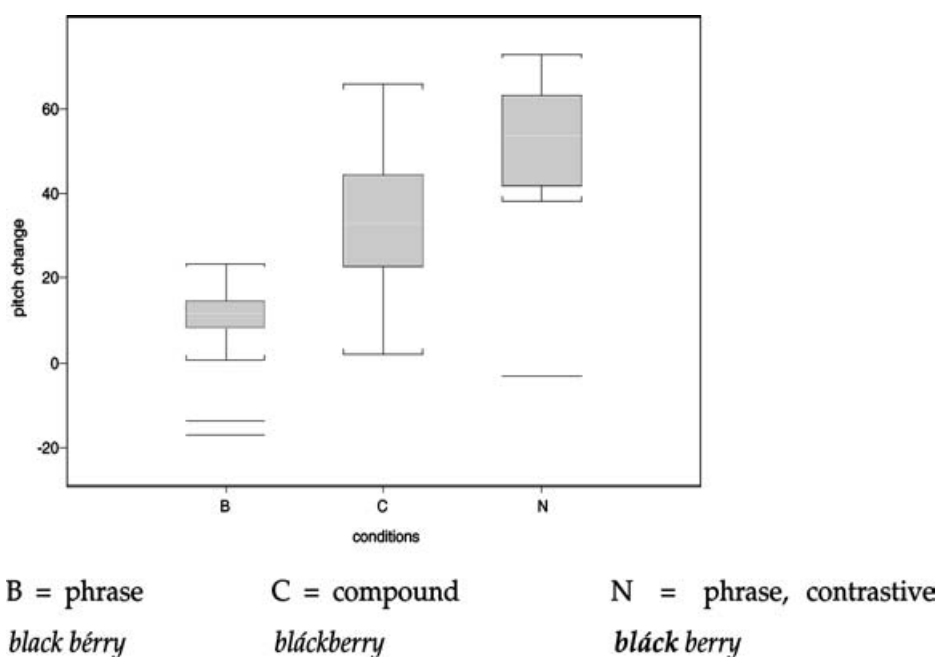 60
40
20
0
-20
pitch change
B C N
conditions
B = phrase C = compound N = phrase, contrastive
black bérry bláckberry bláck berry